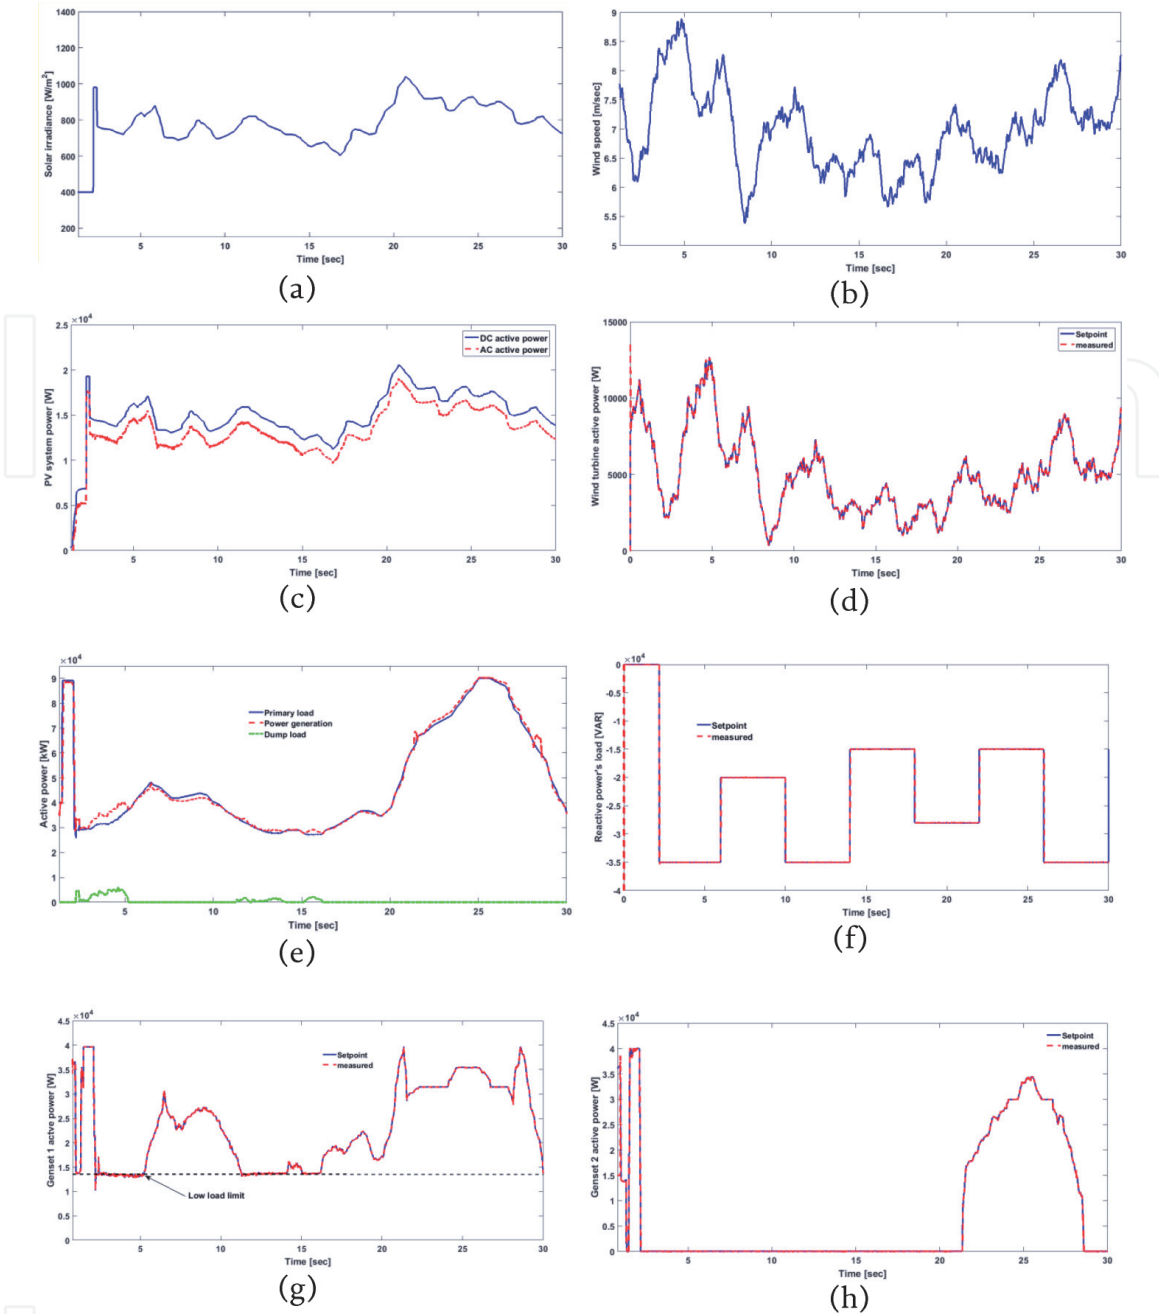 1400
1200
1000
800
600
400
200
Solar irradiance [W/m²]
5 10 15 20 25 30
Time [sec]
(a)
9
8.5
8
7.5
7
6.5
6
5.5
5
Wind speed [m/sec]
5 10 15 20 25 30
Time [sec]
(b)
×10⁴
2.5
2
1.5
1
0.5
0
PV system power [W]
DC active power
AC active power
5 10 15 20 25 30
Time [sec]
(c)
15000
10000
5000
0
Wind turbine active power [W]
Setpoint
measured
0 5 10 15 20 25 30
Time [sec]
(d)
×10⁴
9
8
7
6
5
4
3
2
1
0
Active power [kW]
Primary load
Power generation
Dump load
5 10 15 20 25 30
Time [sec]
(e)
×10⁴
0
-0.5
-1
-1.5
-2
-2.5
-3
-3.5
-4
Reactive power's load [VAR]
Setpoint
measured
0 5 10 15 20 25 30
Time [sec]
(f)
×10⁴
4.5
4
3.5
3
2.5
2
1.5
1
0.5
0
Genset 1 actve power [W]
Setpoint
measured
Low load limit
5 10 15 20 25 30
Time [sec]
(g)
×10⁴
4.5
4
3.5
3
2.5
2
1.5
1
0.5
0
Genset 2 active power [W]
Setpoint
measured
5 10 15 20 25 30
Time [sec]
(h)